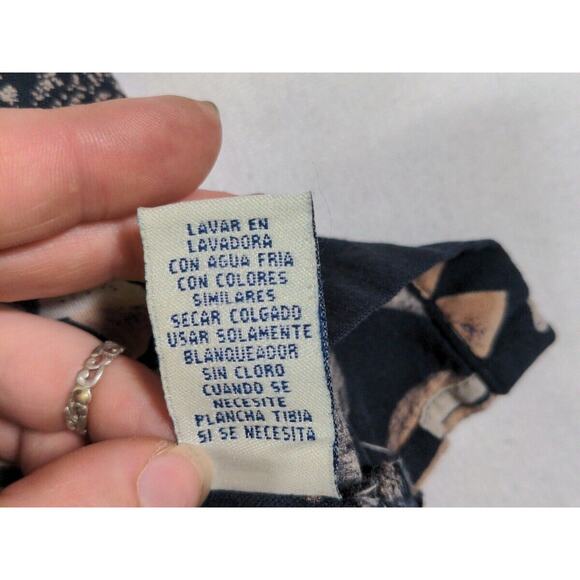 LAVAR EN
LAVADORA
CON AGUA FRIA
CON COLORES
SIMILARES
SECAR COLGADO
USAR SOLAMENTE
BLANQUEADOR
SIN CLORO
CUANDO SE
NECESITE
PLANCHA TIBIA
SI SE NECESITA